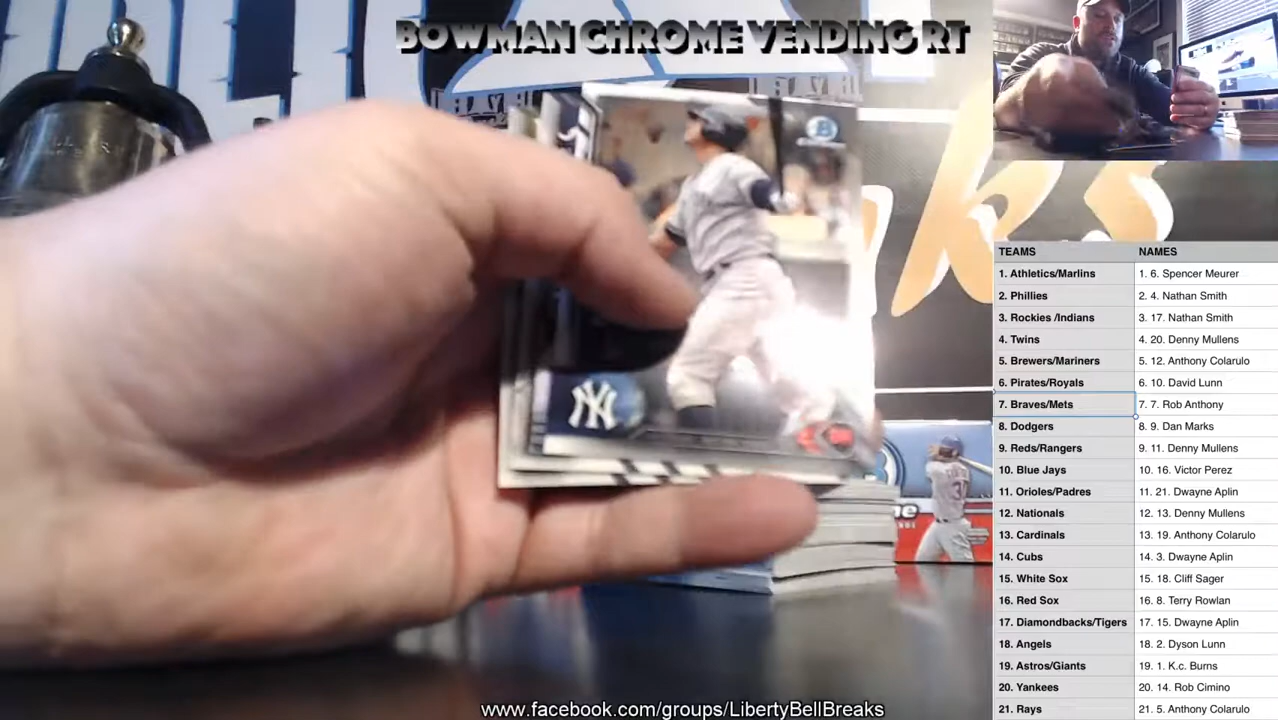 BOWMAN CHROME VENDING RT
TEAMS NAMES
1. Athletics/Marlins 1. 6. Spencer Meurer
2. Phillies 2. 4. Nathan Smith
3. Rockies /Indians 3. 17. Nathan Smith
4. Twins 4. 20. Denny Mullens
5. Brewers/Mariners 5. 12. Anthony Colarulo
6. Pirates/Royals 6. 10. David Lunn
7. Braves/Mets 7. 7. Rob Anthony
8. Dodgers 8. 9. Dan Marks
9. Reds/Rangers 9. 11. Denny Mullens
10. Blue Jays 10. 16. Victor Perez
11. Orioles/Padres 11. 21. Dwayne Aplin
12. Nationals 12. 13. Denny Mullens
13. Cardinals 13. 19. Anthony Colarulo
14. Cubs 14. 3. Dwayne Aplin
15. White Sox 15. 18. Cliff Sager
16. Red Sox 16. 8. Terry Rowlan
17. Diamondbacks/Tigers 17. 15. Dwayne Aplin
18. Angels 18. 2. Dyson Lunn
19. Astros/Giants 19. 1. K.c. Burns
20. Yankees 20. 14. Rob Cimino
21. Rays 21. 5. Anthony Colarulo
NY
B
www.facebook.com/groups/LibertyBellBreaks